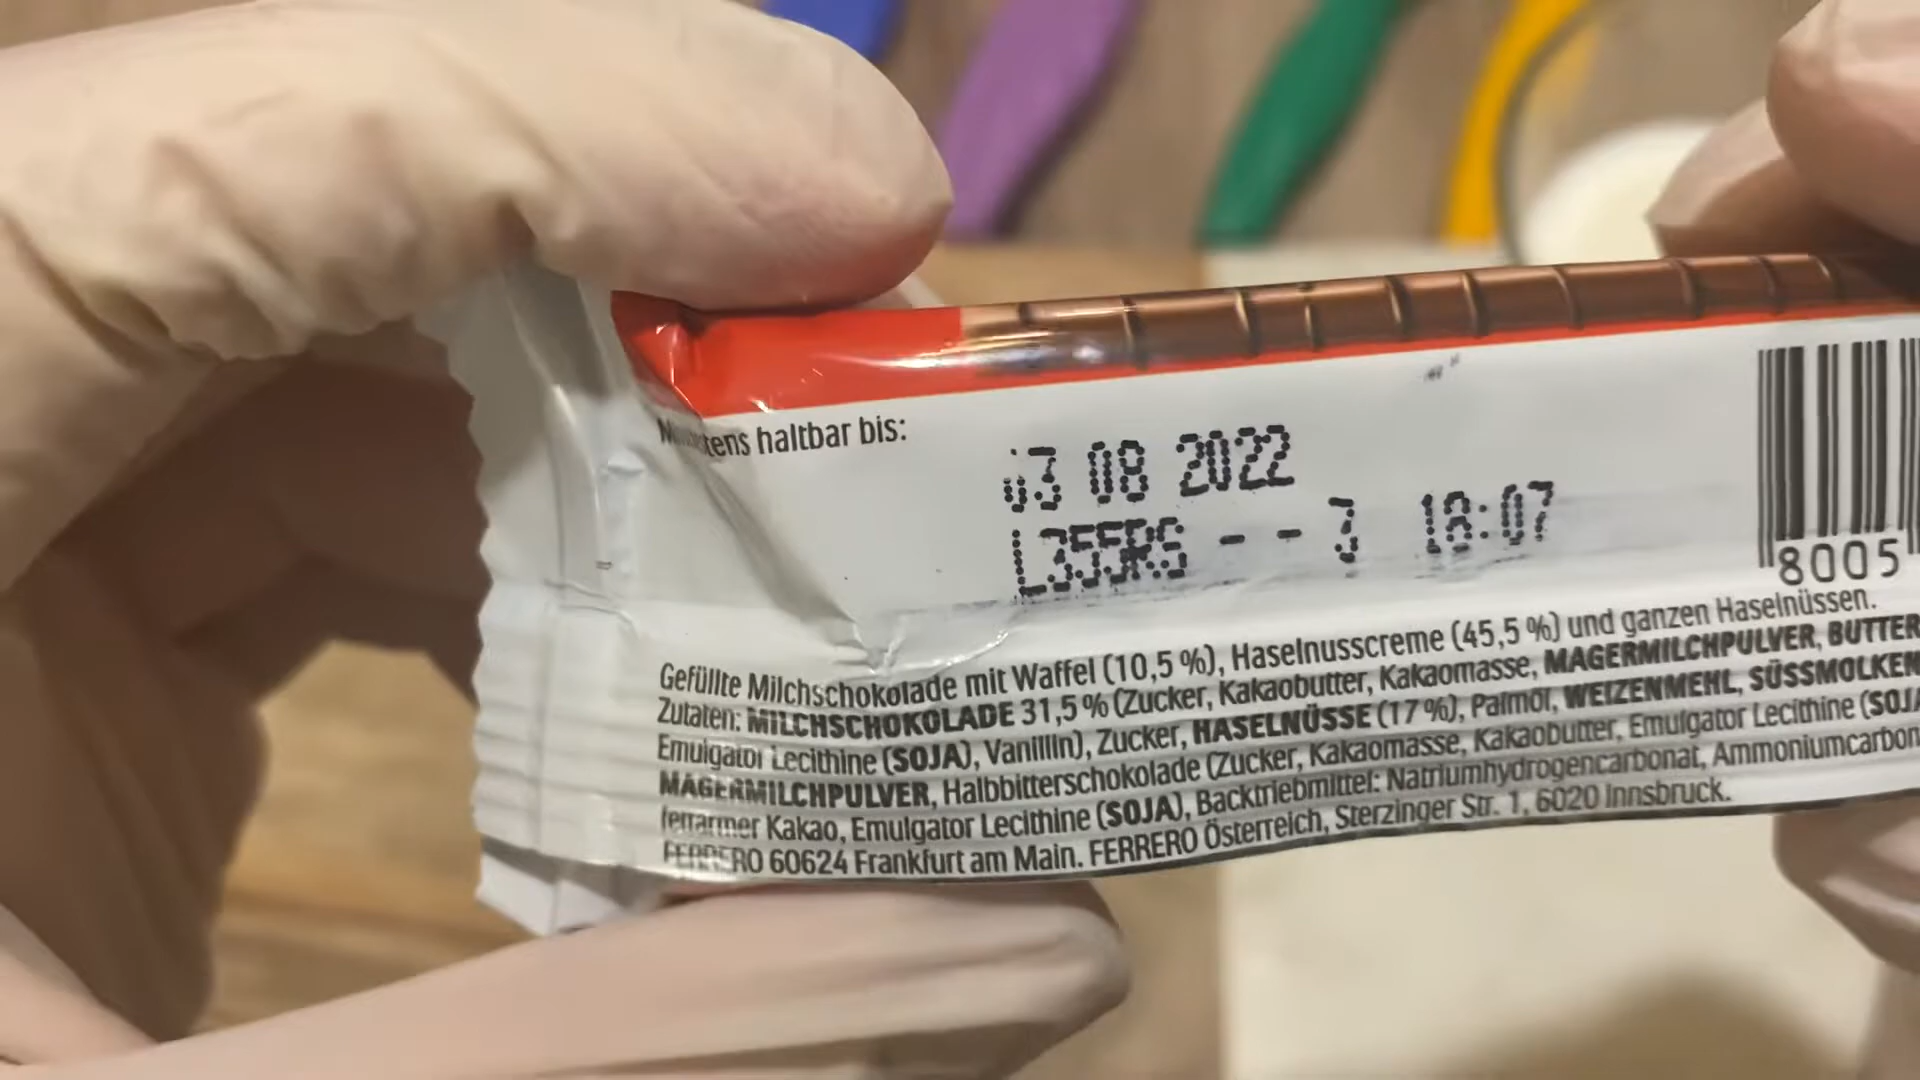 Mindestens haltbar bis:
03 08 2022
L355RS - - 3 18:07
8005
Gefüllte Milchschokolade mit Waffel (10,5 %), Haselnusscreme (45,5 %) und ganzen Haselnüssen.
Zutaten: MILCHSCHOKOLADE 31,5 % (Zucker, Kakaobutter, Kakaomasse, MAGERMILCHPULVER, BUTTER
Emulgator Lecithine (SOJA), Vanillin), Zucker, HASELNÜSSE (17 %), Palmöl, WEIZENMEHL, SÜSSMOLKEN
MAGERMILCHPULVER, Halbbitterschokolade (Zucker, Kakaomasse, Kakaobutter, Emulgator Lecithine (SOJA
fettarmer Kakao, Emulgator Lecithine (SOJA), Backtriebmittel: Natriumhydrogencarbonat, Ammoniumcarbon
FERRERO 60624 Frankfurt am Main. FERRERO Österreich, Sterzinger Str. 1, 6020 Innsbruck.